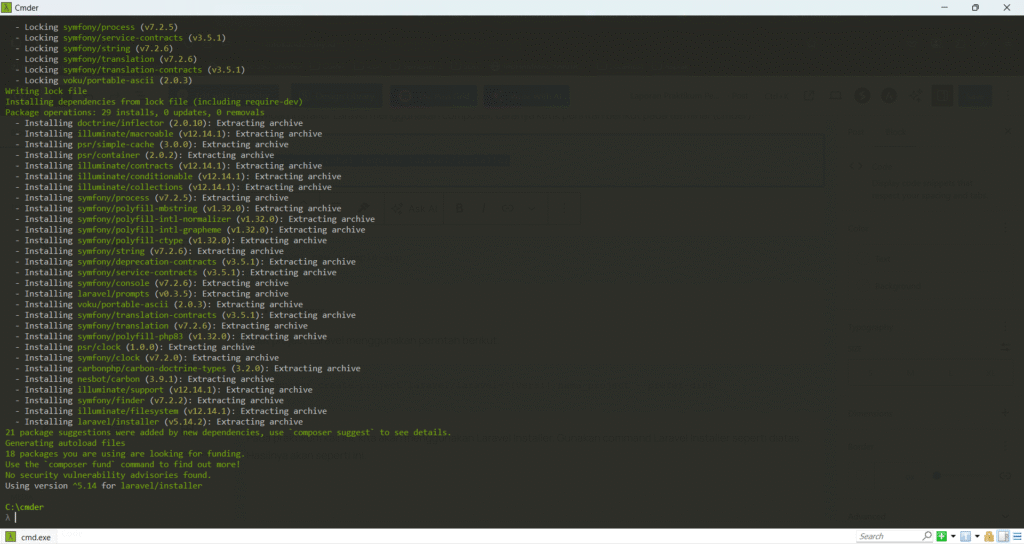 Cmder
- Locking symfony/process (v7.2.5)
- Locking symfony/service-contracts (v3.5.1)
- Locking symfony/string (v7.2.6)
- Locking symfony/translation (v7.2.6)
- Locking symfony/translation-contracts (v3.5.1)
- Locking voku/portable-ascii (2.0.3)
Writing lock file
Installing dependencies from lock file (including require-dev)
Package operations: 29 installs, 0 updates, 0 removals
- Installing doctrine/inflector (2.0.10): Extracting archive
- Installing illuminate/macroable (v12.14.1): Extracting archive
- Installing psr/simple-cache (3.0.0): Extracting archive
- Installing psr/container (2.0.2): Extracting archive
- Installing illuminate/contracts (v12.14.1): Extracting archive
- Installing illuminate/conditionable (v12.14.1): Extracting archive
- Installing illuminate/collections (v12.14.1): Extracting archive
- Installing symfony/process (v7.2.5): Extracting archive
- Installing symfony/polyfill-mbstring (v1.32.0): Extracting archive
- Installing symfony/polyfill-intl-normalizer (v1.32.0): Extracting archive
- Installing symfony/polyfill-intl-grapheme (v1.32.0): Extracting archive
- Installing symfony/polyfill-ctype (v1.32.0): Extracting archive
- Installing symfony/string (v7.2.6): Extracting archive
- Installing symfony/deprecation-contracts (v3.5.1): Extracting archive
- Installing symfony/service-contracts (v3.5.1): Extracting archive
- Installing symfony/console (v7.2.6): Extracting archive
- Installing laravel/prompts (v0.3.5): Extracting archive
- Installing voku/portable-ascii (2.0.3): Extracting archive
- Installing symfony/translation-contracts (v3.5.1): Extracting archive
- Installing symfony/translation (v7.2.6): Extracting archive
- Installing symfony/polyfill-php83 (v1.32.0): Extracting archive
- Installing psr/clock (1.0.0): Extracting archive
- Installing symfony/clock (v7.2.0): Extracting archive
- Installing carbonphp/carbon-doctrine-types (3.2.0): Extracting archive
- Installing nesbot/carbon (3.9.1): Extracting archive
- Installing illuminate/support (v12.14.1): Extracting archive
- Installing symfony/finder (v7.2.2): Extracting archive
- Installing illuminate/filesystem (v12.14.1): Extracting archive
- Installing laravel/installer (v5.14.2): Extracting archive
21 package suggestions were added by new dependencies, use `composer suggest` to see details.
Generating autoload files
18 packages you are using are looking for funding.
Use the `composer fund` command to find out more!
No security vulnerability advisories found.
Using version ^5.14 for laravel/installer
C:\cmder
λ
cmd.exe
Search